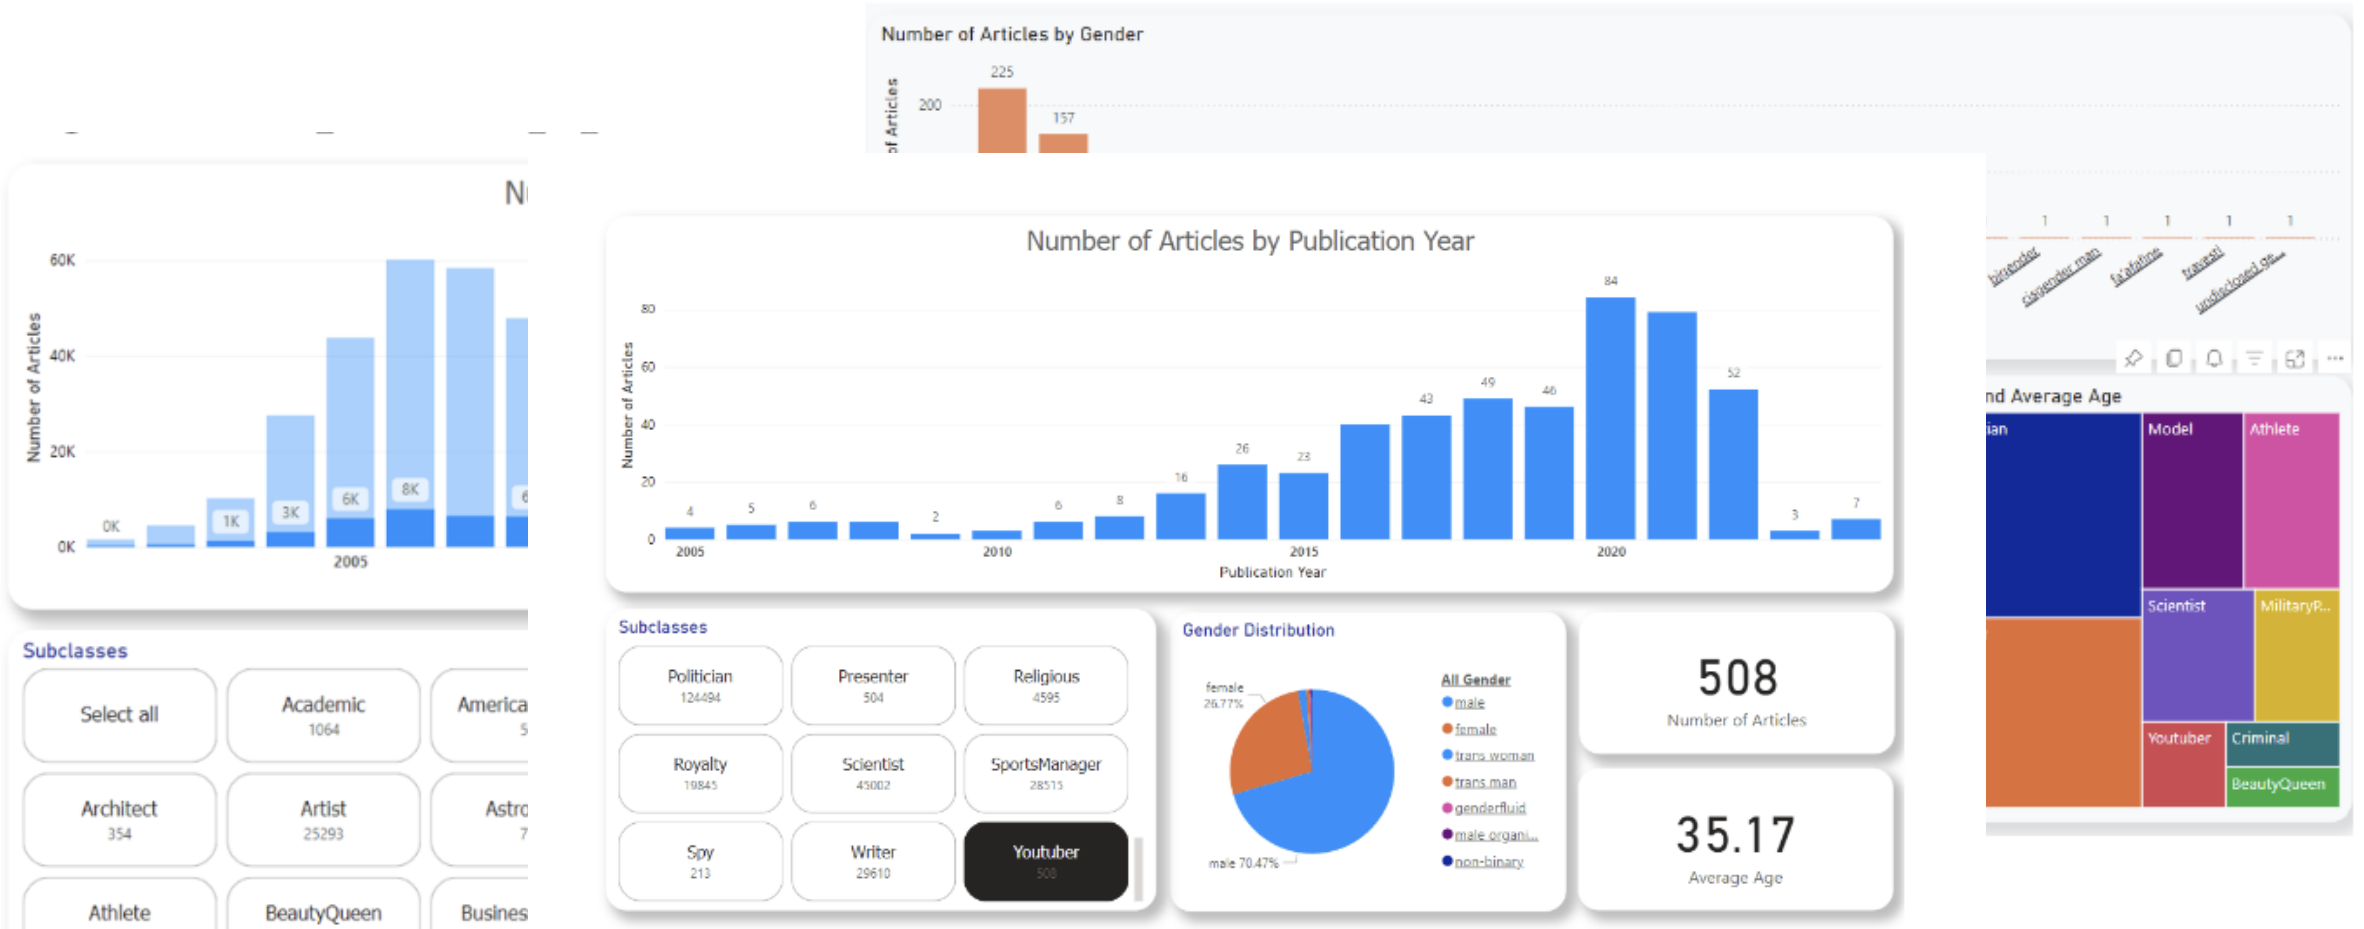 Number of Articles by Gender
of Articles
200
225
157
1
1
1
1
1
bigender
cisgender man
fa'afafine
travesti
undisclosed ge...
nd Average Age
ian
Model
Athlete
Scientist
MilitaryP...
Youtuber
Criminal
BeautyQueen
Number of Articles
60K
40K
20K
0K
0K
1K
3K
6K
8K
6
2005
Subclasses
Select all
Academic
1064
America
5
Architect
354
Artist
25293
Astro
7
Athlete
BeautyQueen
Busines
Number of Articles by Publication Year
Number of Articles
80
60
40
20
0
4
5
6
2
6
8
16
26
23
43
49
46
84
52
3
7
2005
2010
2015
2020
Publication Year
Subclasses
Politician
124494
Presenter
504
Religious
4595
Royalty
19845
Scientist
45002
SportsManager
28515
Spy
213
Writer
29610
Youtuber
508
Gender Distribution
female
26.77%
male 70.47%
All Gender
male
female
trans woman
trans man
genderfluid
male organi...
non-binary
508
Number of Articles
35.17
Average Age